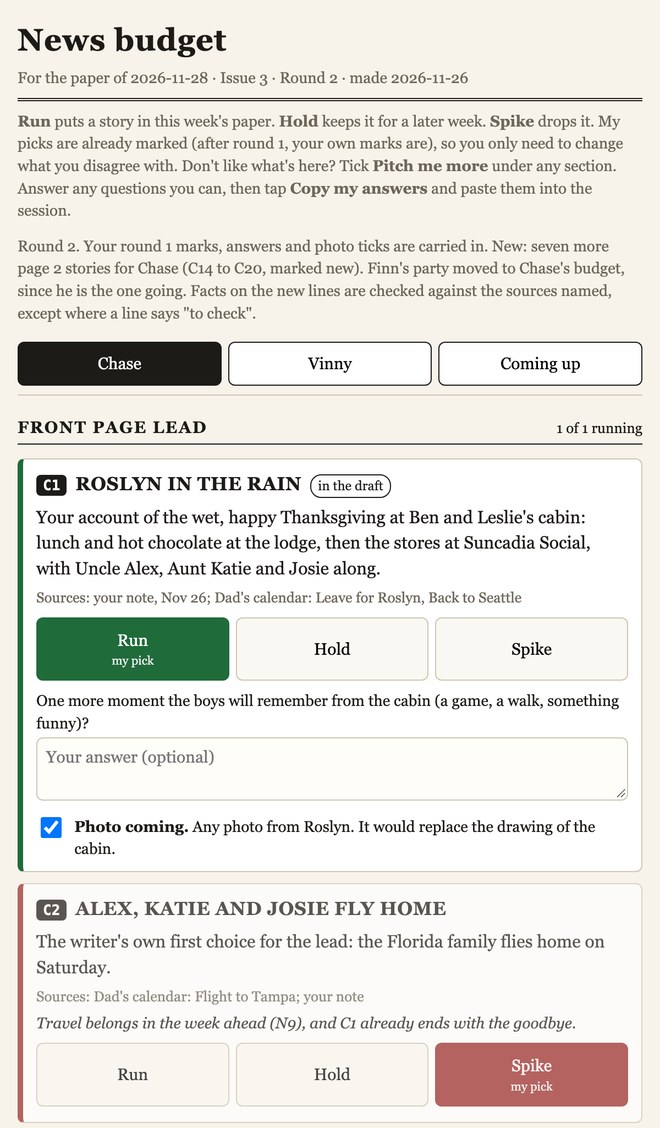 News budget
For the paper of 2026-11-28 · Issue 3 · Round 2 · made 2026-11-26
Run puts a story in this week's paper. Hold keeps it for a later week. Spike drops it. My
picks are already marked (after round 1, your own marks are), so you only need to change
what you disagree with. Don't like what's here? Tick Pitch me more under any section.
Answer any questions you can, then tap Copy my answers and paste them into the
session.
Round 2. Your round 1 marks, answers and photo ticks are carried in. New: seven more
page 2 stories for Chase (C14 to C20, marked new). Finn's party moved to Chase's budget,
since he is the one going. Facts on the new lines are checked against the sources named,
except where a line says "to check".
Chase
Vinny
Coming up
FRONT PAGE LEAD
1 of 1 running
C1 ROSLYN IN THE RAIN in the draft
Your account of the wet, happy Thanksgiving at Ben and Leslie's cabin:
lunch and hot chocolate at the lodge, then the stores at Suncadia Social,
with Uncle Alex, Aunt Katie and Josie along.
Sources: your note, Nov 26; Dad's calendar: Leave for Roslyn, Back to Seattle
Run
my pick
Hold
Spike
One more moment the boys will remember from the cabin (a game, a walk, something
funny)?
Your answer (optional)
Photo coming. Any photo from Roslyn. It would replace the drawing of the
cabin.
C2 ALEX, KATIE AND JOSIE FLY HOME
The writer's own first choice for the lead: the Florida family flies home on
Saturday.
Sources: Dad's calendar: Flight to Tampa; your note
Travel belongs in the week ahead (N9), and C1 already ends with the goodbye.
Run
Hold
Spike
my pick